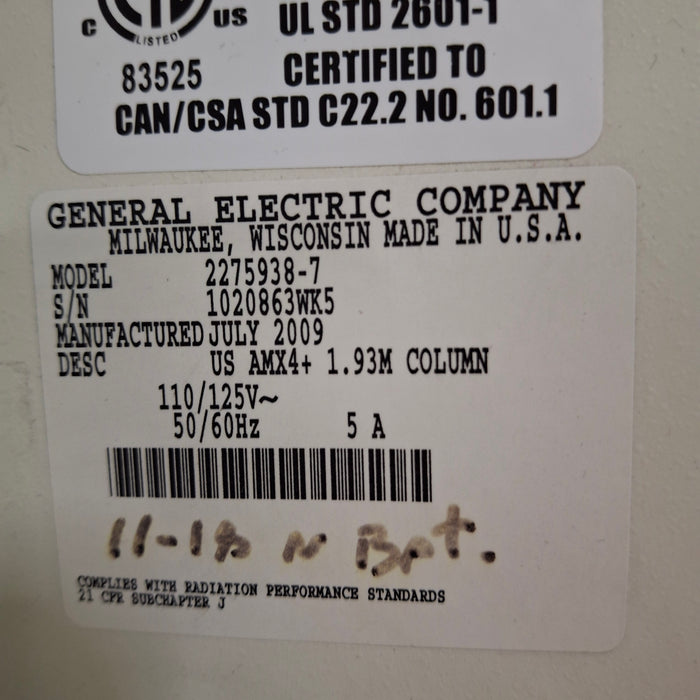 C US
LISTED
83525
UL STD 2601-1
CERTIFIED TO
CAN/CSA STD C22.2 NO. 601.1
GENERAL ELECTRIC COMPANY
MILWAUKEE, WISCONSIN MADE IN U.S.A.
MODEL 2275938-7
S/N 1020863WK5
MANUFACTURED JULY 2009
DESC US AMX4+ 1.93M COLUMN
110/125V~
50/60Hz 5 A
11-18
COMPLIES WITH RADIATION PERFORMANCE STANDARDS
21 CFR SUBCHAPTER J